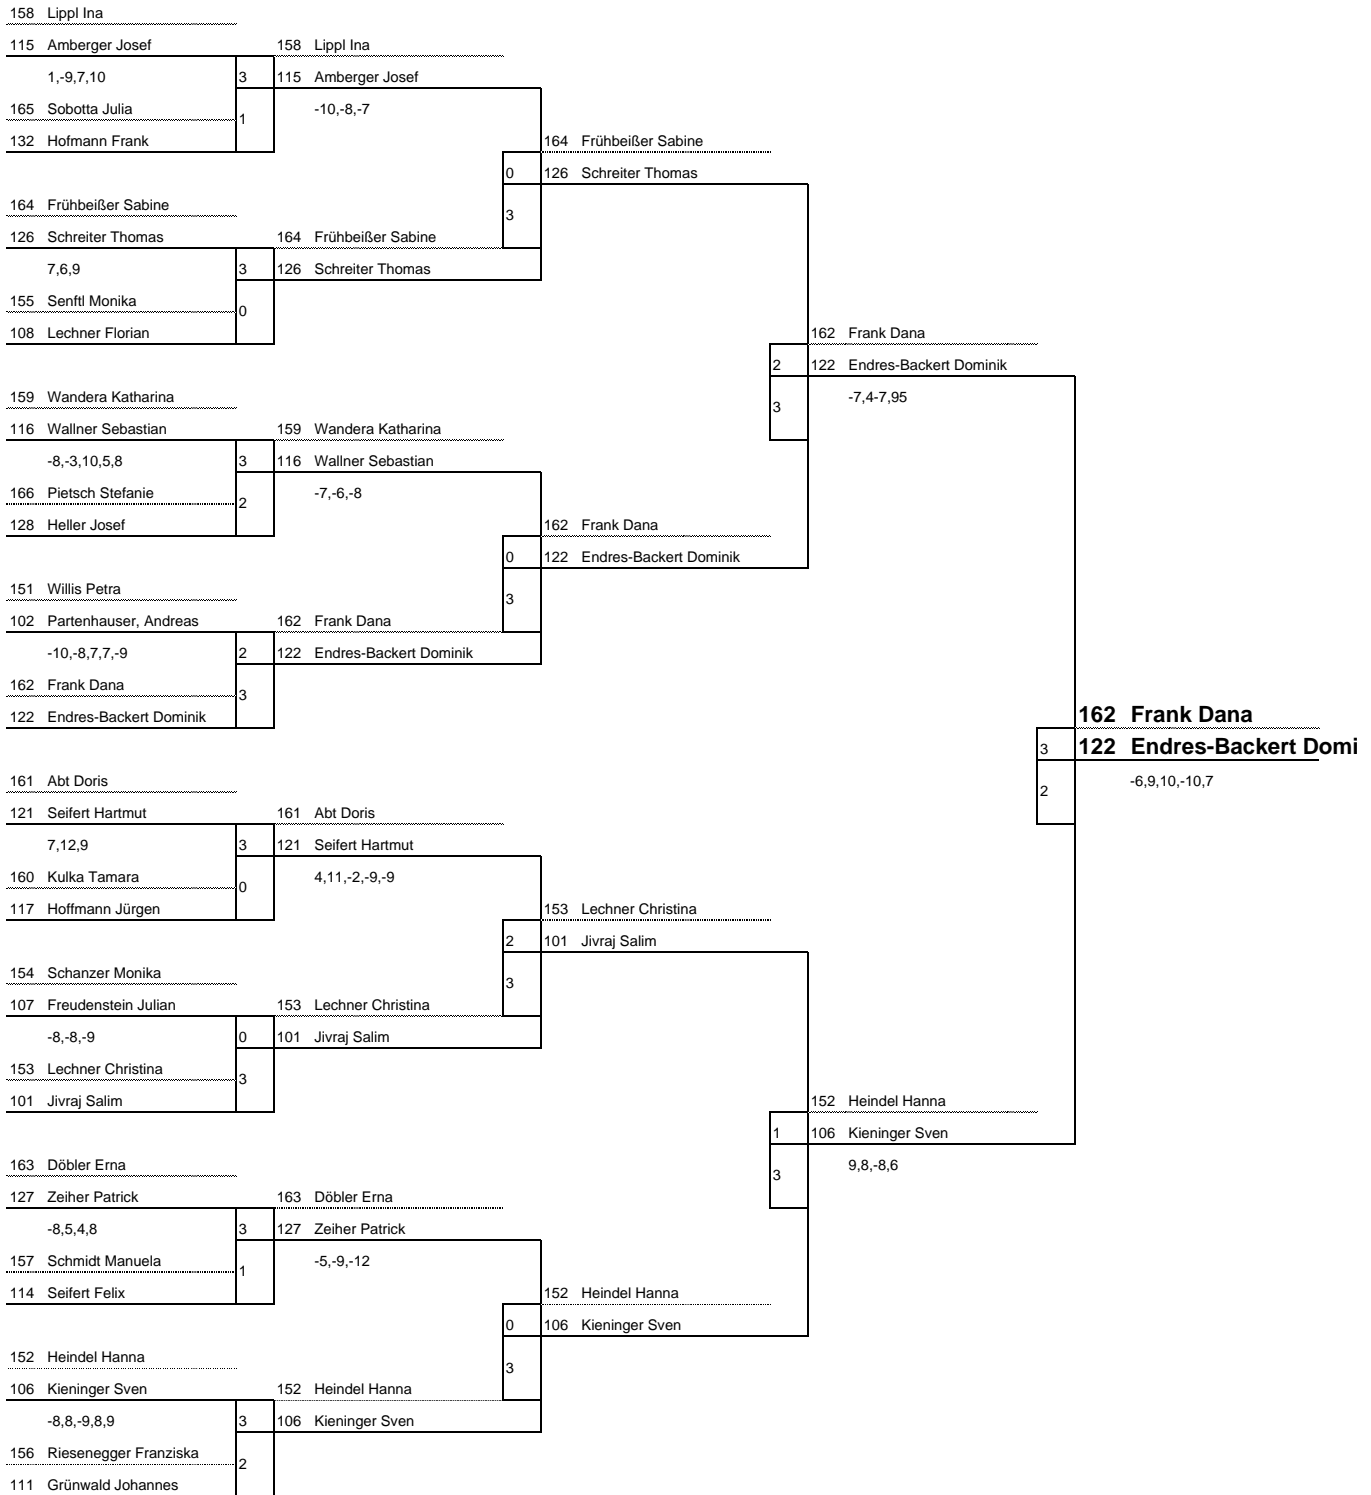 158 Lippl Ina
115 Amberger Josef 158 Lippl Ina
1,-9,7,10 3 115 Amberger Josef
165 Sobotta Julia 1 -10,-8,-7
132 Hofmann Frank 164 Frühbeißer Sabine
0 126 Schreiter Thomas
164 Frühbeißer Sabine 3
126 Schreiter Thomas 164 Frühbeißer Sabine
7,6,9 3 126 Schreiter Thomas
155 Senftl Monika 0
108 Lechner Florian 162 Frank Dana
2 122 Endres-Backert Dominik
159 Wandera Katharina 3 -7,4-7,95
116 Wallner Sebastian 159 Wandera Katharina
-8,-3,10,5,8 3 116 Wallner Sebastian
166 Pietsch Stefanie 2 -7,-6,-8
128 Heller Josef 162 Frank Dana
0 122 Endres-Backert Dominik
151 Willis Petra 3
102 Partenhauser, Andreas 162 Frank Dana
-10,-8,7,7,-9 2 122 Endres-Backert Dominik
162 Frank Dana 3
122 Endres-Backert Dominik 162 Frank Dana
3 122 Endres-Backert Domi
161 Abt Doris 2 -6,9,10,-10,7
121 Seifert Hartmut 161 Abt Doris
7,12,9 3 121 Seifert Hartmut
160 Kulka Tamara 0 4,11,-2,-9,-9
117 Hoffmann Jürgen 153 Lechner Christina
2 101 Jivraj Salim
154 Schanzer Monika 3
107 Freudenstein Julian 153 Lechner Christina
-8,-8,-9 0 101 Jivraj Salim
153 Lechner Christina 3
101 Jivraj Salim 152 Heindel Hanna
1 106 Kieninger Sven
163 Döbler Erna 3 9,8,-8,6
127 Zeiher Patrick 163 Döbler Erna
-8,5,4,8 3 127 Zeiher Patrick
157 Schmidt Manuela 1 -5,-9,-12
114 Seifert Felix 152 Heindel Hanna
0 106 Kieninger Sven
152 Heindel Hanna 3
106 Kieninger Sven 152 Heindel Hanna
-8,8,-9,8,9 3 106 Kieninger Sven
156 Riesenegger Franziska 2
111 Grünwald Johannes